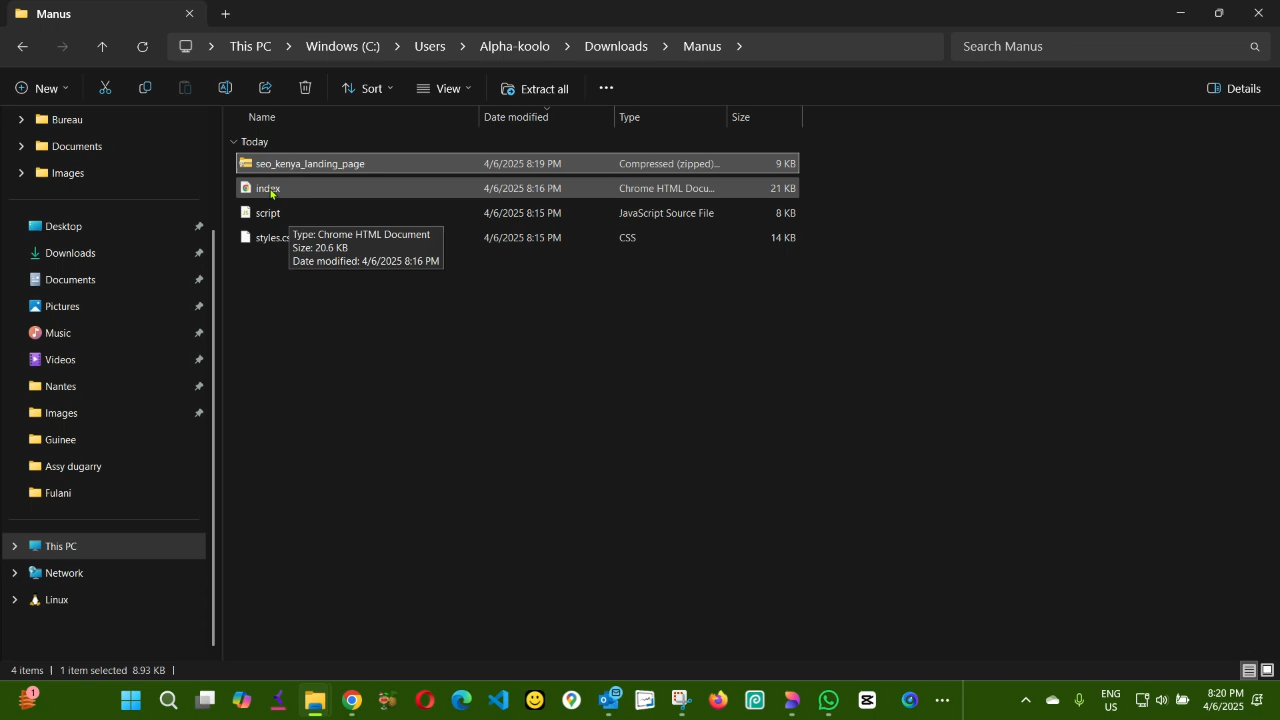 Manus
This PC > Windows (C:) > Users > Alpha-koolo > Downloads > Manus >
Search Manus
New
Sort
View
Extract all
Details
Name Date modified Type Size
Today
seo_kenya_landing_page 4/6/2025 8:19 PM Compressed (zipped)... 9 KB
index 4/6/2025 8:16 PM Chrome HTML Docu... 21 KB
script 4/6/2025 8:15 PM JavaScript Source File 8 KB
styles.cs 4/6/2025 8:15 PM CSS 14 KB
Type: Chrome HTML Document
Size: 20.6 KB
Date modified: 4/6/2025 8:16 PM
Bureau
Documents
Images
Desktop
Downloads
Documents
Pictures
Music
Videos
Nantes
Images
Guinee
Assy dugarry
Fulani
This PC
Network
Linux
4 items | 1 item selected 8.93 KB |
1
ENG
US
8:20 PM
4/6/2025